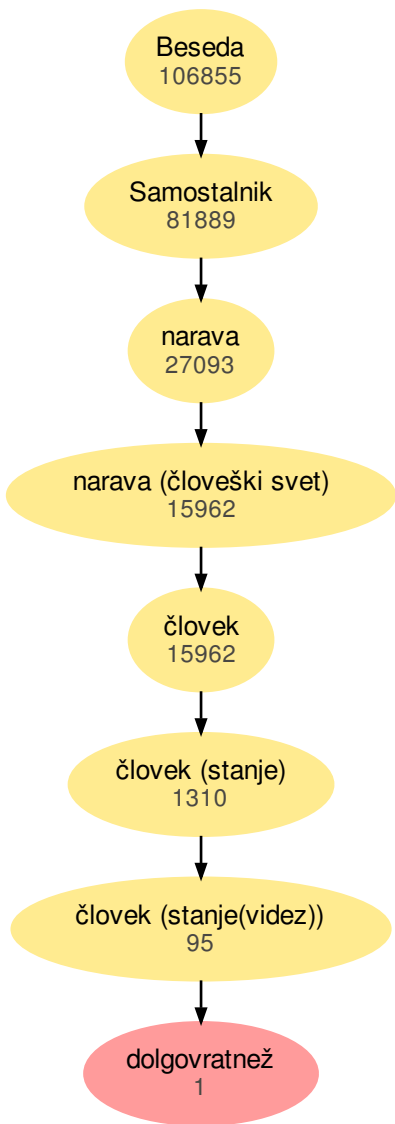 Beseda
106855
Samostalnik
81889
narava
27093
narava (človeški svet)
15962
človek
15962
človek (stanje)
1310
človek (stanje(videz))
95
dolgovratnež
1